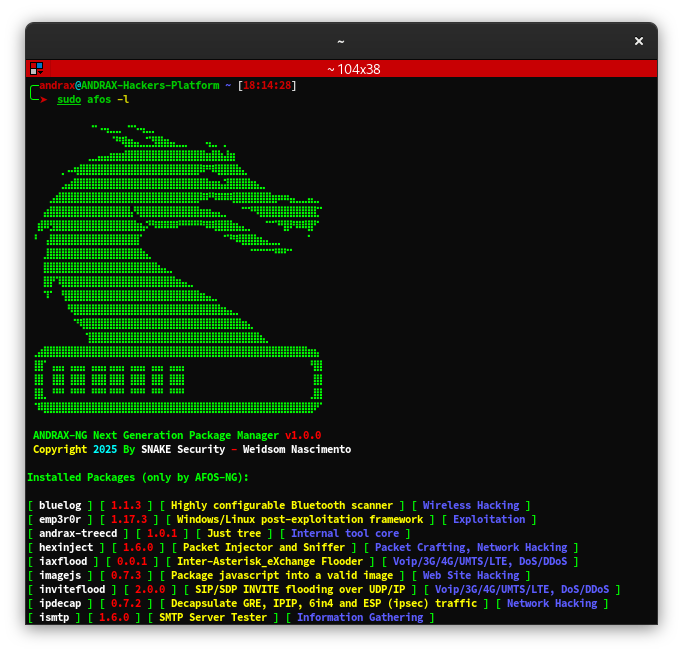 ~
~ 104x38
andrax@ANDRAX-Hackers-Platform ~ [18:14:28]
sudo afos -l
ANDRAX-NG Next Generation Package Manager v1.0.0
Copyright 2025 By SNAKE Security - Weidsom Nascimento
Installed Packages (only by AFOS-NG):
[ bluelog ] [ 1.1.3 ] [ Highly configurable Bluetooth scanner ] [ Wireless Hacking ]
[ emp3r0r ] [ 1.17.3 ] [ Windows/Linux post-exploitation framework ] [ Exploitation ]
[ andrax-treecd ] [ 1.0.1 ] [ Just tree ] [ Internal tool core ]
[ hexinject ] [ 1.6.0 ] [ Packet Injector and Sniffer ] [ Packet Crafting, Network Hacking ]
[ iaxflood ] [ 0.0.1 ] [ Inter-Asterisk_eXchange Flooder ] [ Voip/3G/4G/UMTS/LTE, DoS/DDoS ]
[ imagejs ] [ 0.7.3 ] [ Package javascript into a valid image ] [ Web Site Hacking ]
[ inviteflood ] [ 2.0.0 ] [ SIP/SDP INVITE flooding over UDP/IP ] [ Voip/3G/4G/UMTS/LTE, DoS/DDoS ]
[ ipdecap ] [ 0.7.2 ] [ Decapsulate GRE, IPIP, 6in4 and ESP (ipsec) traffic ] [ Network Hacking ]
[ ismtp ] [ 1.6.0 ] [ SMTP Server Tester ] [ Information Gathering ]